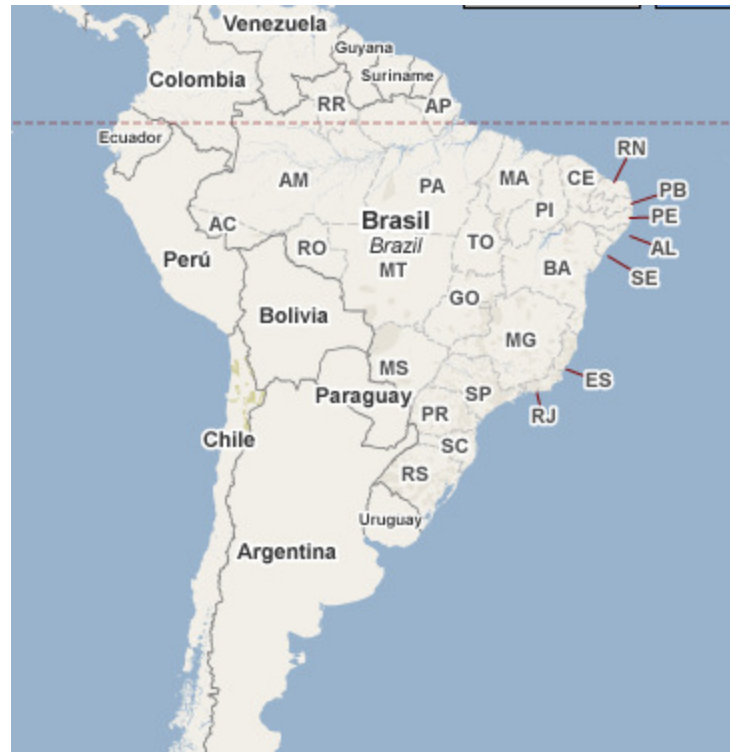 Venezuela
Guyana
Suriname
Colombia
RR
AP
Ecuador
RN
AM
PA
MA
CE
PB
PI
PE
AC
Brasil
Brazil
RO
TO
AL
Perú
MT
BA
SE
GO
Bolivia
MG
MS
ES
Paraguay
SP
RJ
PR
Chile
SC
RS
Uruguay
Argentina